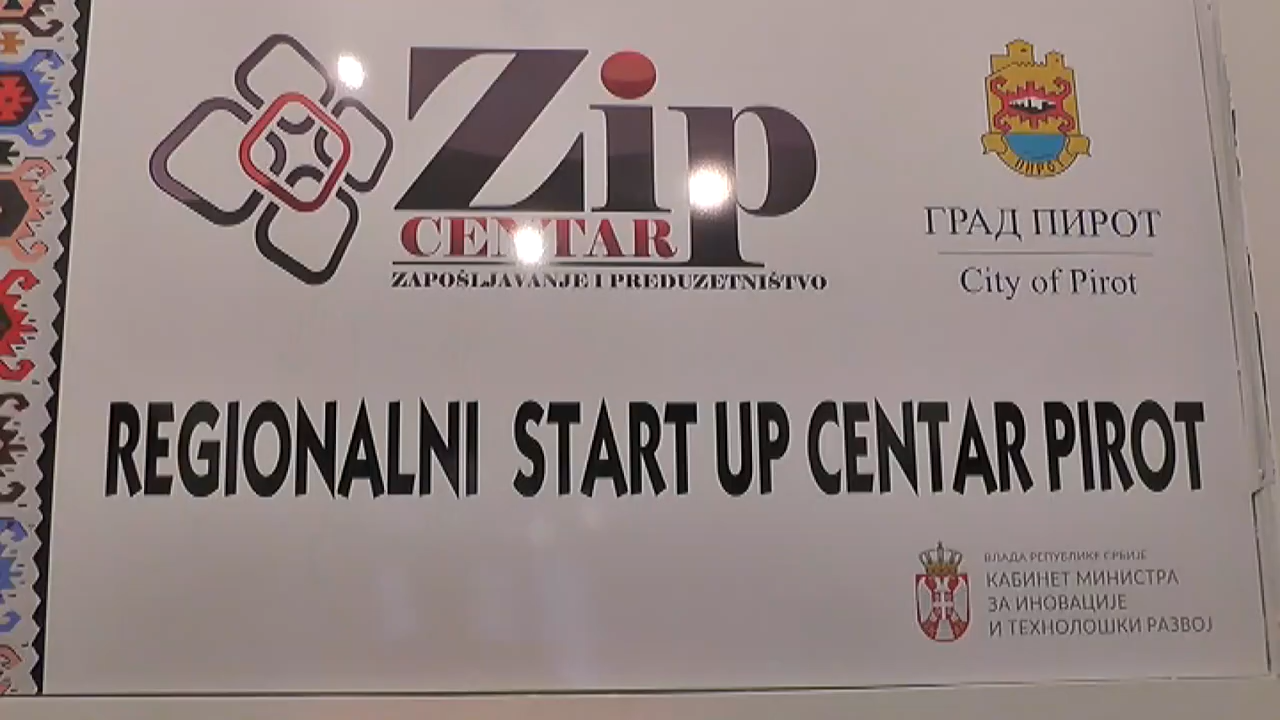 Zip
CENTAR
ZAPOŠLJAVANJE I PREDUZETNIŠTVO
ПИРОТ
ГРАД ПИРОТ
City of Pirot
REGIONALNI START UP CENTAR PIROT
ВЛАДА РЕПУБЛИКЕ СРБИЈЕ
КАБИНЕТ МИНИСТРА
ЗА ИНОВАЦИЈЕ
И ТЕХНОЛОШКИ РАЗВОЈ